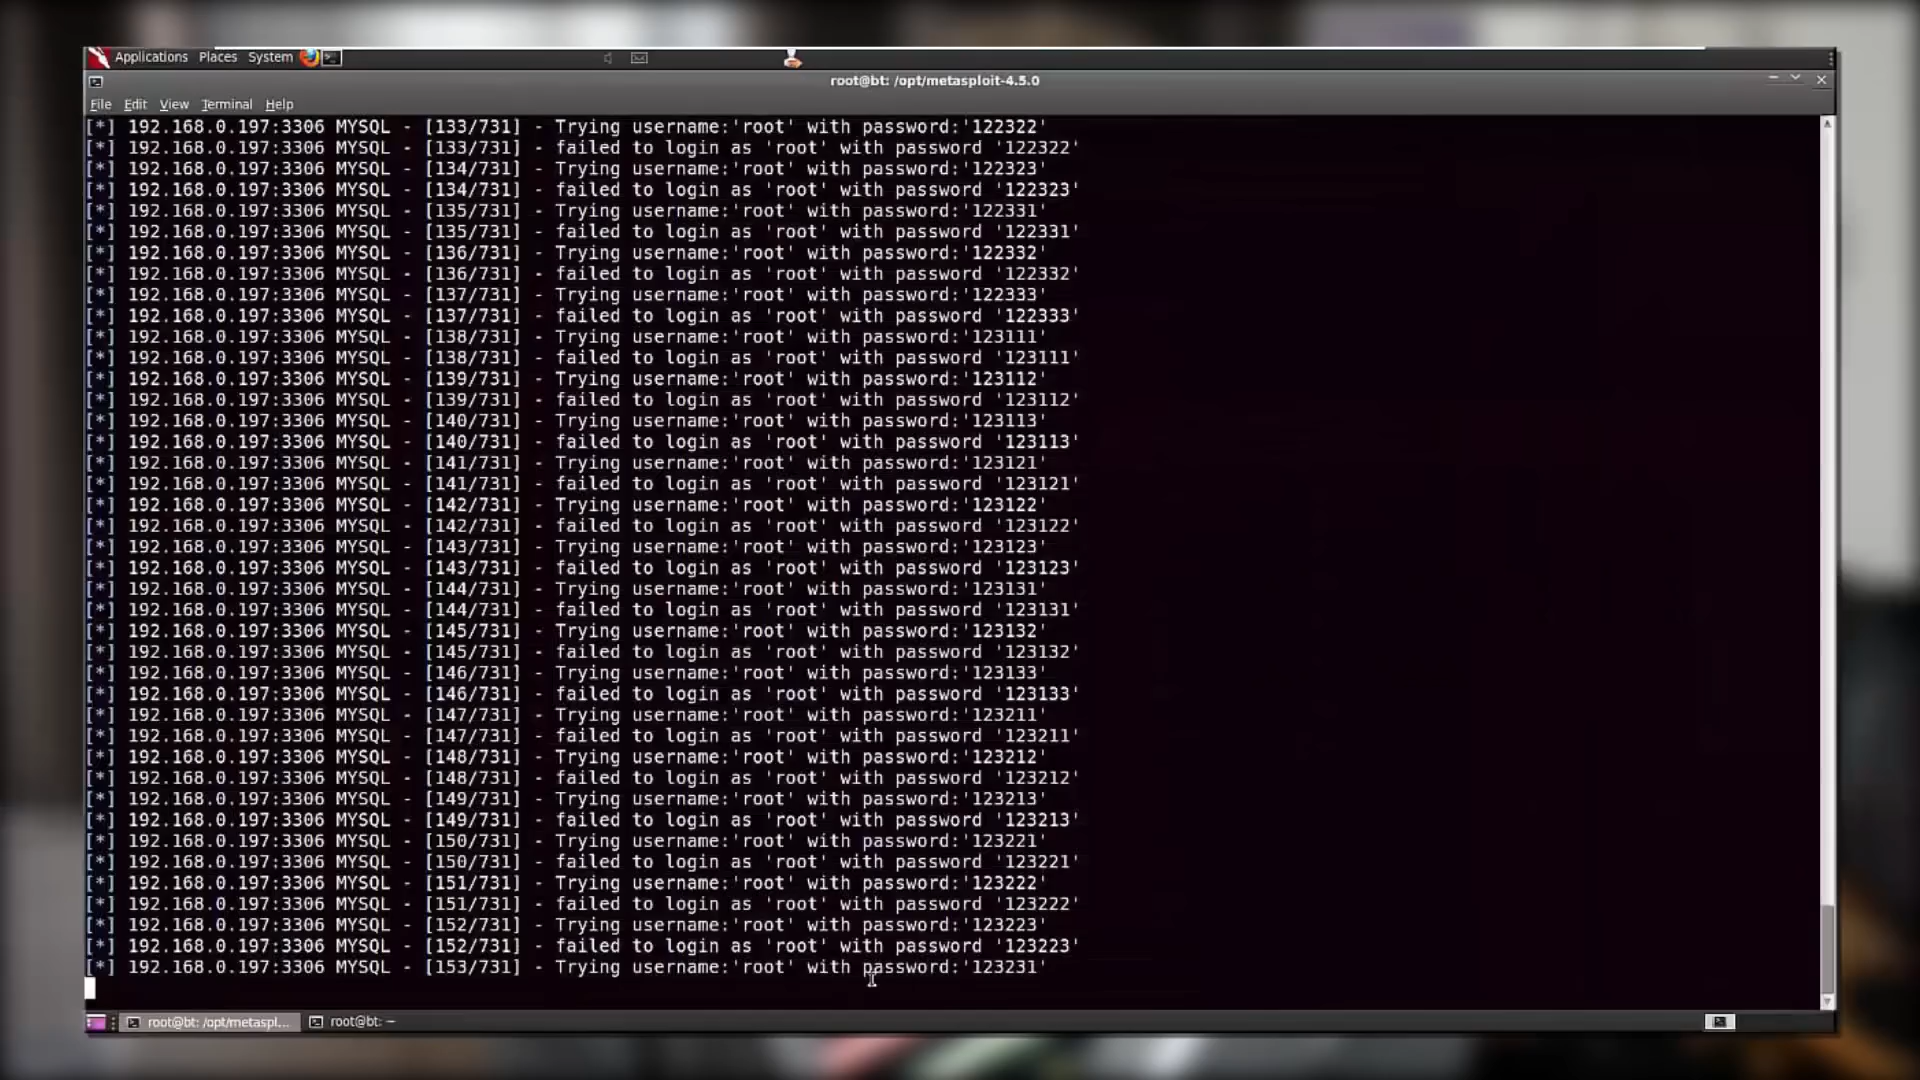 Applications Places System
root@bt: /opt/metasploit-4.5.0
File Edit View Terminal Help
[*] 192.168.0.197:3306 MYSQL - [133/731] - Trying username:'root' with password:'122322'
[*] 192.168.0.197:3306 MYSQL - [133/731] - failed to login as 'root' with password '122322'
[*] 192.168.0.197:3306 MYSQL - [134/731] - Trying username:'root' with password:'122323'
[*] 192.168.0.197:3306 MYSQL - [134/731] - failed to login as 'root' with password '122323'
[*] 192.168.0.197:3306 MYSQL - [135/731] - Trying username:'root' with password:'122331'
[*] 192.168.0.197:3306 MYSQL - [135/731] - failed to login as 'root' with password '122331'
[*] 192.168.0.197:3306 MYSQL - [136/731] - Trying username:'root' with password:'122332'
[*] 192.168.0.197:3306 MYSQL - [136/731] - failed to login as 'root' with password '122332'
[*] 192.168.0.197:3306 MYSQL - [137/731] - Trying username:'root' with password:'122333'
[*] 192.168.0.197:3306 MYSQL - [137/731] - failed to login as 'root' with password '122333'
[*] 192.168.0.197:3306 MYSQL - [138/731] - Trying username:'root' with password:'123111'
[*] 192.168.0.197:3306 MYSQL - [138/731] - failed to login as 'root' with password '123111'
[*] 192.168.0.197:3306 MYSQL - [139/731] - Trying username:'root' with password:'123112'
[*] 192.168.0.197:3306 MYSQL - [139/731] - failed to login as 'root' with password '123112'
[*] 192.168.0.197:3306 MYSQL - [140/731] - Trying username:'root' with password:'123113'
[*] 192.168.0.197:3306 MYSQL - [140/731] - failed to login as 'root' with password '123113'
[*] 192.168.0.197:3306 MYSQL - [141/731] - Trying username:'root' with password:'123121'
[*] 192.168.0.197:3306 MYSQL - [141/731] - failed to login as 'root' with password '123121'
[*] 192.168.0.197:3306 MYSQL - [142/731] - Trying username:'root' with password:'123122'
[*] 192.168.0.197:3306 MYSQL - [142/731] - failed to login as 'root' with password '123122'
[*] 192.168.0.197:3306 MYSQL - [143/731] - Trying username:'root' with password:'123123'
[*] 192.168.0.197:3306 MYSQL - [143/731] - failed to login as 'root' with password '123123'
[*] 192.168.0.197:3306 MYSQL - [144/731] - Trying username:'root' with password:'123131'
[*] 192.168.0.197:3306 MYSQL - [144/731] - failed to login as 'root' with password '123131'
[*] 192.168.0.197:3306 MYSQL - [145/731] - Trying username:'root' with password:'123132'
[*] 192.168.0.197:3306 MYSQL - [145/731] - failed to login as 'root' with password '123132'
[*] 192.168.0.197:3306 MYSQL - [146/731] - Trying username:'root' with password:'123133'
[*] 192.168.0.197:3306 MYSQL - [146/731] - failed to login as 'root' with password '123133'
[*] 192.168.0.197:3306 MYSQL - [147/731] - Trying username:'root' with password:'123211'
[*] 192.168.0.197:3306 MYSQL - [147/731] - failed to login as 'root' with password '123211'
[*] 192.168.0.197:3306 MYSQL - [148/731] - Trying username:'root' with password:'123212'
[*] 192.168.0.197:3306 MYSQL - [148/731] - failed to login as 'root' with password '123212'
[*] 192.168.0.197:3306 MYSQL - [149/731] - Trying username:'root' with password:'123213'
[*] 192.168.0.197:3306 MYSQL - [149/731] - failed to login as 'root' with password '123213'
[*] 192.168.0.197:3306 MYSQL - [150/731] - Trying username:'root' with password:'123221'
[*] 192.168.0.197:3306 MYSQL - [150/731] - failed to login as 'root' with password '123221'
[*] 192.168.0.197:3306 MYSQL - [151/731] - Trying username:'root' with password:'123222'
[*] 192.168.0.197:3306 MYSQL - [151/731] - failed to login as 'root' with password '123222'
[*] 192.168.0.197:3306 MYSQL - [152/731] - Trying username:'root' with password:'123223'
[*] 192.168.0.197:3306 MYSQL - [152/731] - failed to login as 'root' with password '123223'
[*] 192.168.0.197:3306 MYSQL - [153/731] - Trying username:'root' with password:'123231'
root@bt: /opt/metaspl... root@bt: ~